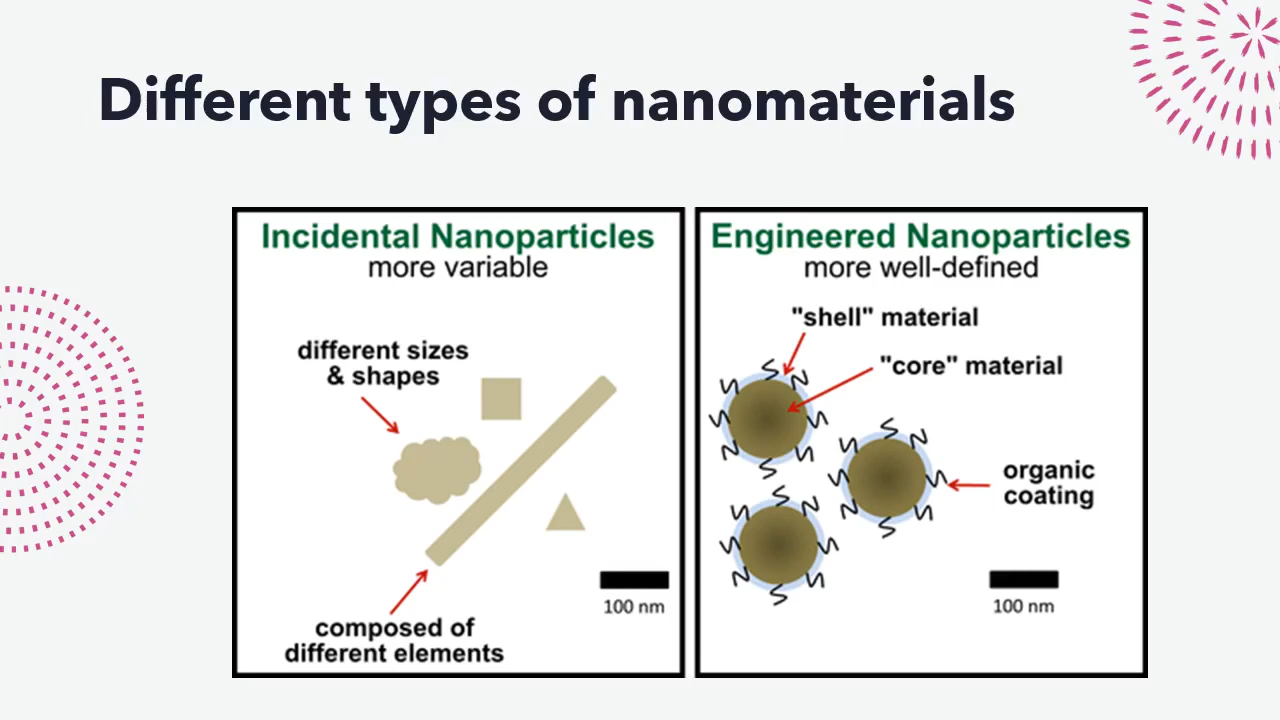 Different types of nanomaterials
Incidental Nanoparticles
more variable
different sizes
& shapes
composed of
different elements
100 nm
Engineered Nanoparticles
more well-defined
"shell" material
"core" material
organic
coating
100 nm